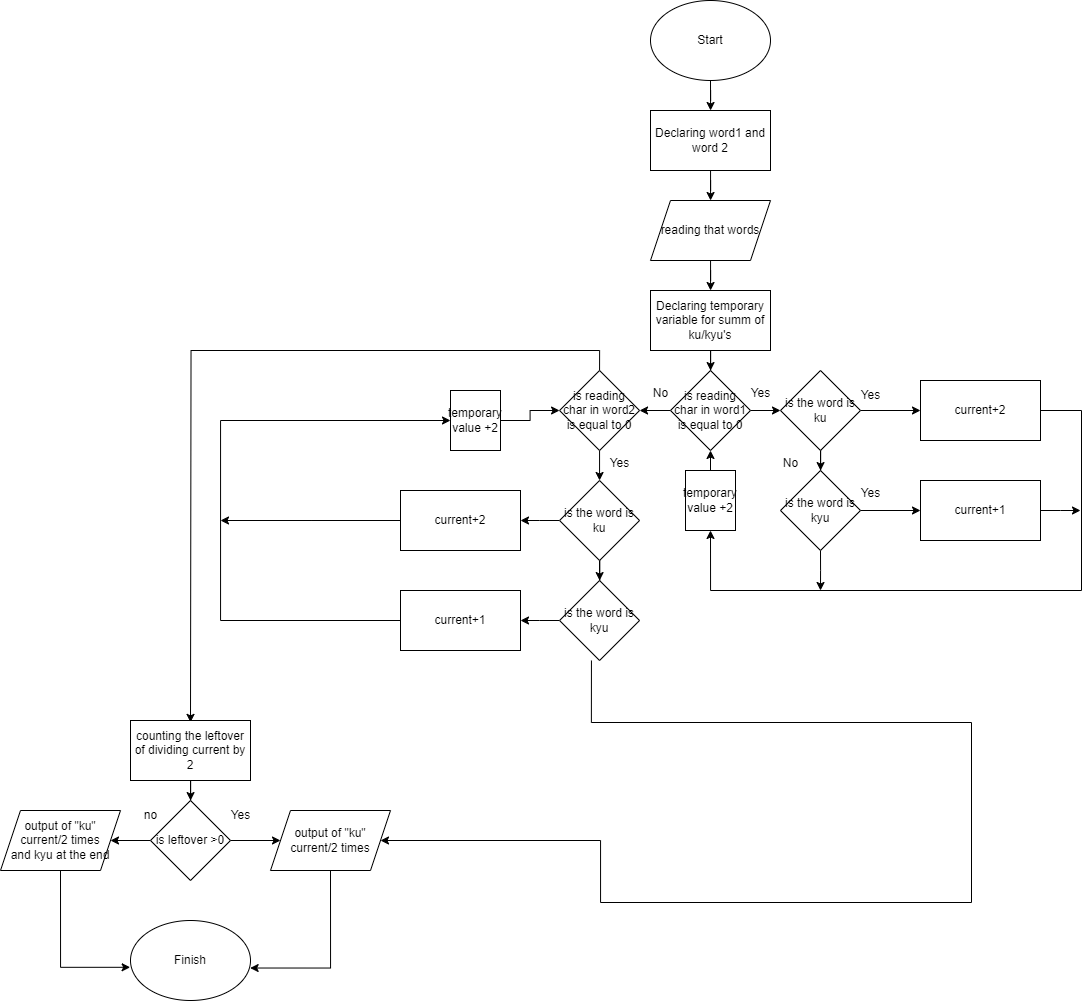 Start
Declaring word1 and
word 2
reading that words
Declaring temporary
variable for summ of
ku/kyu's
is reading
char in word1
is equal to 0
No
Yes
is the word is
ku
Yes
current+2
No
is the word is
kyu
Yes
current+1
temporary
value +2
is reading
char in word2
is equal to 0
temporary
value +2
Yes
is the word is
ku
current+2
is the word is
kyu
current+1
counting the leftover
of dividing current by
2
is leftover >0
no
Yes
output of "ku"
current/2 times
and kyu at the end
output of "ku"
current/2 times
Finish